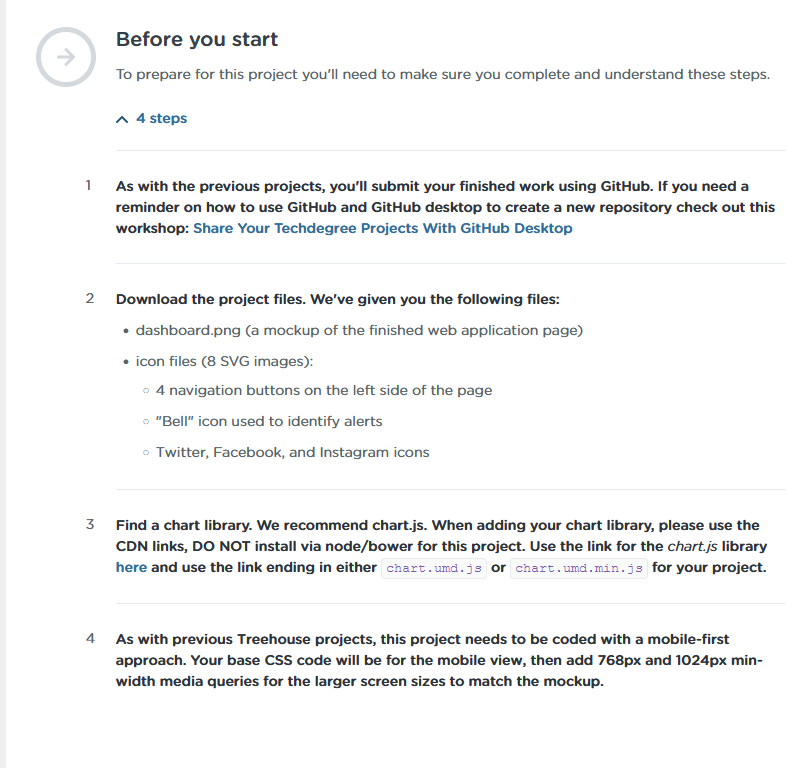 Before you start
To prepare for this project you'll need to make sure you complete and understand these steps.
4 steps
1
As with the previous projects, you'll submit your finished work using GitHub. If you need a
reminder on how to use GitHub and GitHub desktop to create a new repository check out this
workshop: Share Your Techdegree Projects With GitHub Desktop
2
Download the project files. We've given you the following files:
dashboard.png (a mockup of the finished web application page)
icon files (8 SVG images):
4 navigation buttons on the left side of the page
"Bell" icon used to identify alerts
Twitter, Facebook, and Instagram icons
3
Find a chart library. We recommend chart.js. When adding your chart library, please use the
CDN links, DO NOT install via node/bower for this project. Use the link for the chart.js library
here and use the link ending in either chart.umd.js or chart.umd.min.js for your project.
4
As with previous Treehouse projects, this project needs to be coded with a mobile-first
approach. Your base CSS code will be for the mobile view, then add 768px and 1024px min-
width media queries for the larger screen sizes to match the mockup.